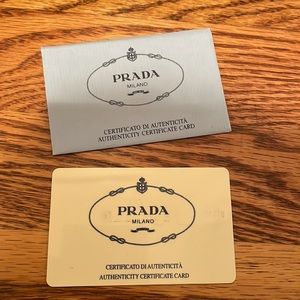 PRADA
MILANO
CERTIFICATO DI AUTENTICITÀ
AUTHENTICITY CERTIFICATE CARD
PRADA
MILANO
CERTIFICATO DI AUTENTICITÀ
AUTHENTICITY CERTIFICATE CARD